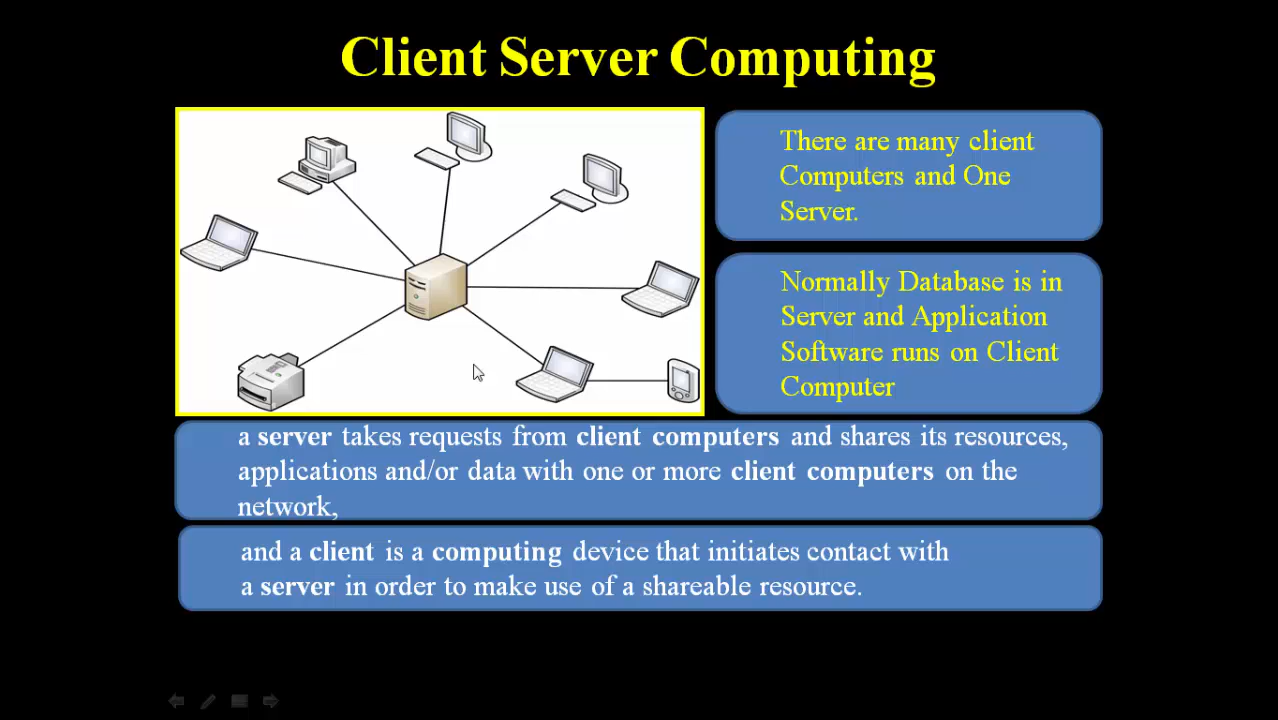 Client Server Computing
There are many client
Computers and One
Server.
Normally Database is in
Server and Application
Software runs on Client
Computer
a server takes requests from client computers and shares its resources,
applications and/or data with one or more client computers on the
network,
and a client is a computing device that initiates contact with
a server in order to make use of a shareable resource.